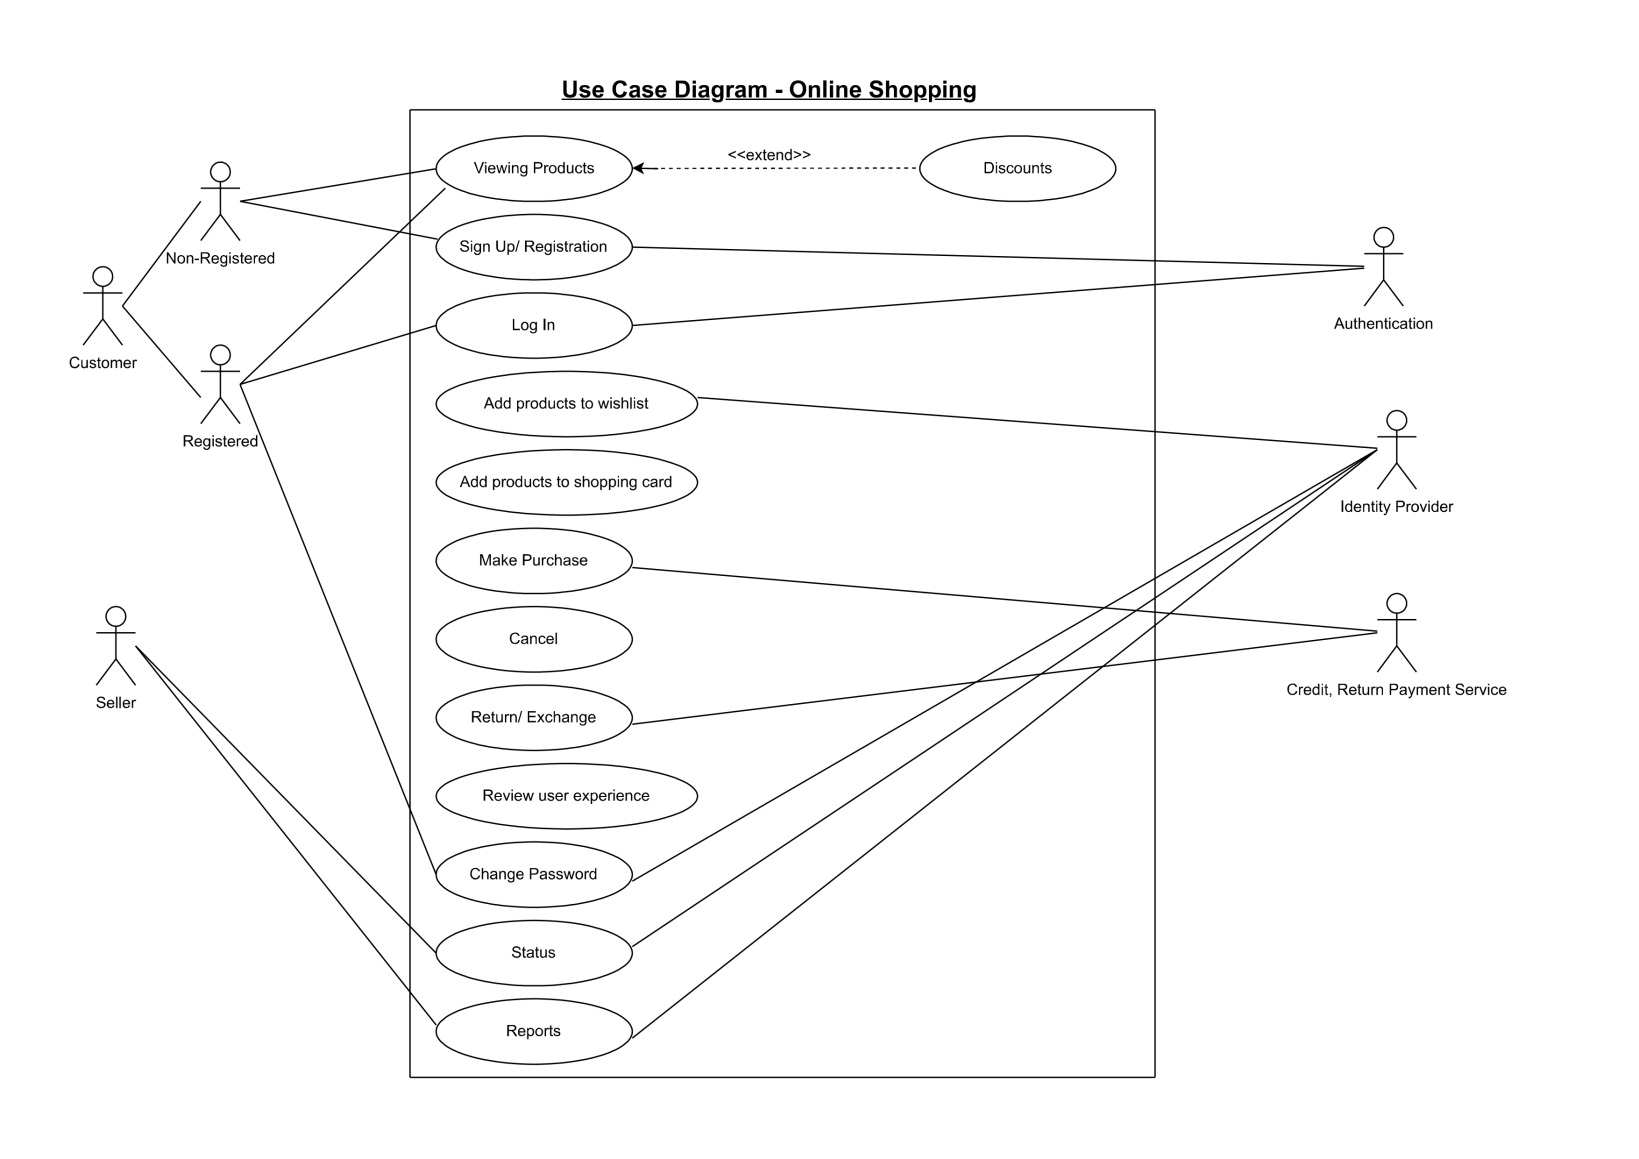 Use Case Diagram - Online Shopping
Viewing Products
<<extend>>
Discounts
Non-Registered
Sign Up/ Registration
Customer
Log In
Authentication
Registered
Add products to wishlist
Add products to shopping card
Identity Provider
Make Purchase
Seller
Cancel
Credit, Return Payment Service
Return/ Exchange
Review user experience
Change Password
Status
Reports